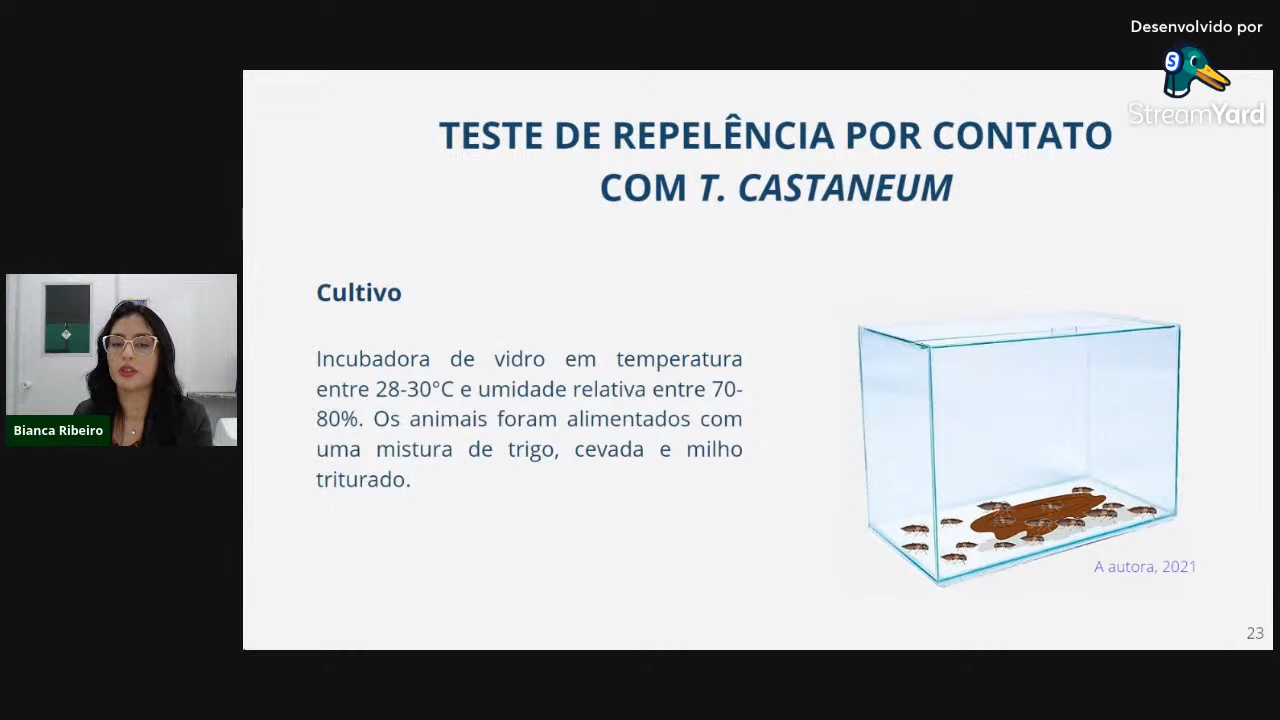 Desenvolvido por
StreamYard
TESTE DE REPELÊNCIA POR CONTATO
COM T. CASTANEUM
Cultivo
Incubadora de vidro em temperatura
entre 28-30°C e umidade relativa entre 70-
80%. Os animais foram alimentados com
uma mistura de trigo, cevada e milho
triturado.
Bianca Ribeiro
A autora, 2021
23